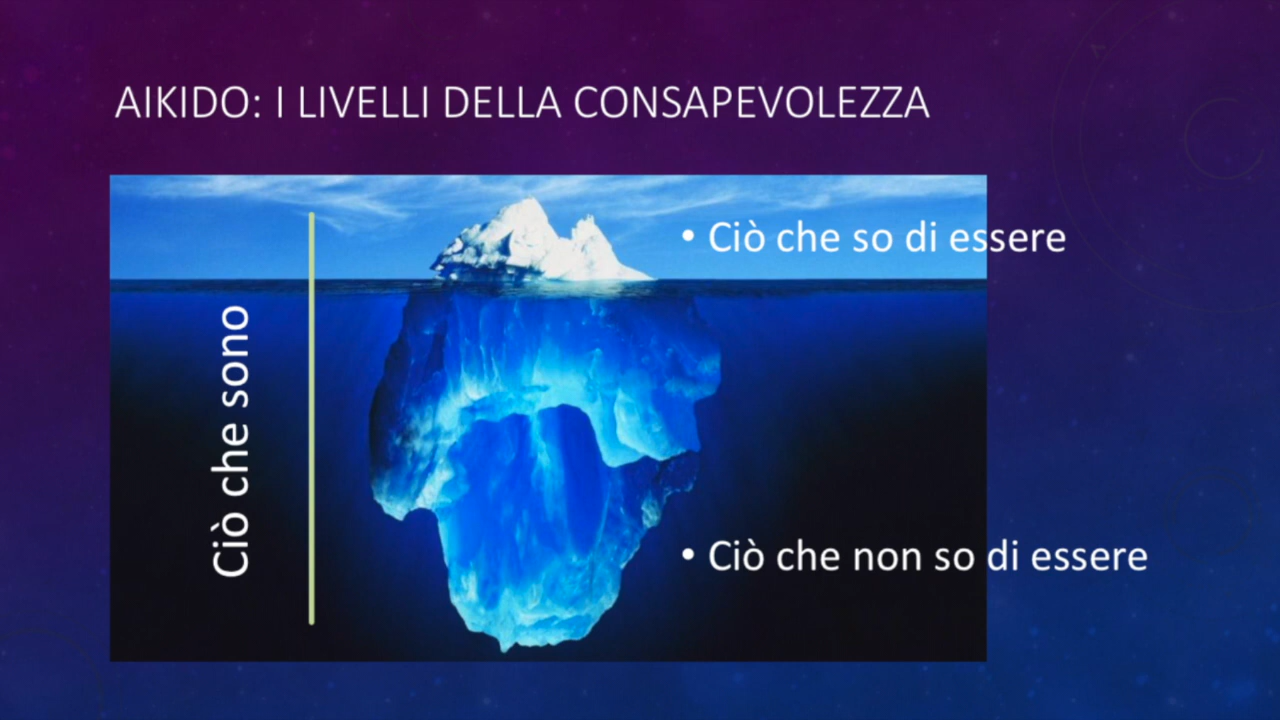 AIKIDO: I LIVELLI DELLA CONSAPEVOLEZZA
• Ciò che so di essere
Ciò che sono
• Ciò che non so di essere